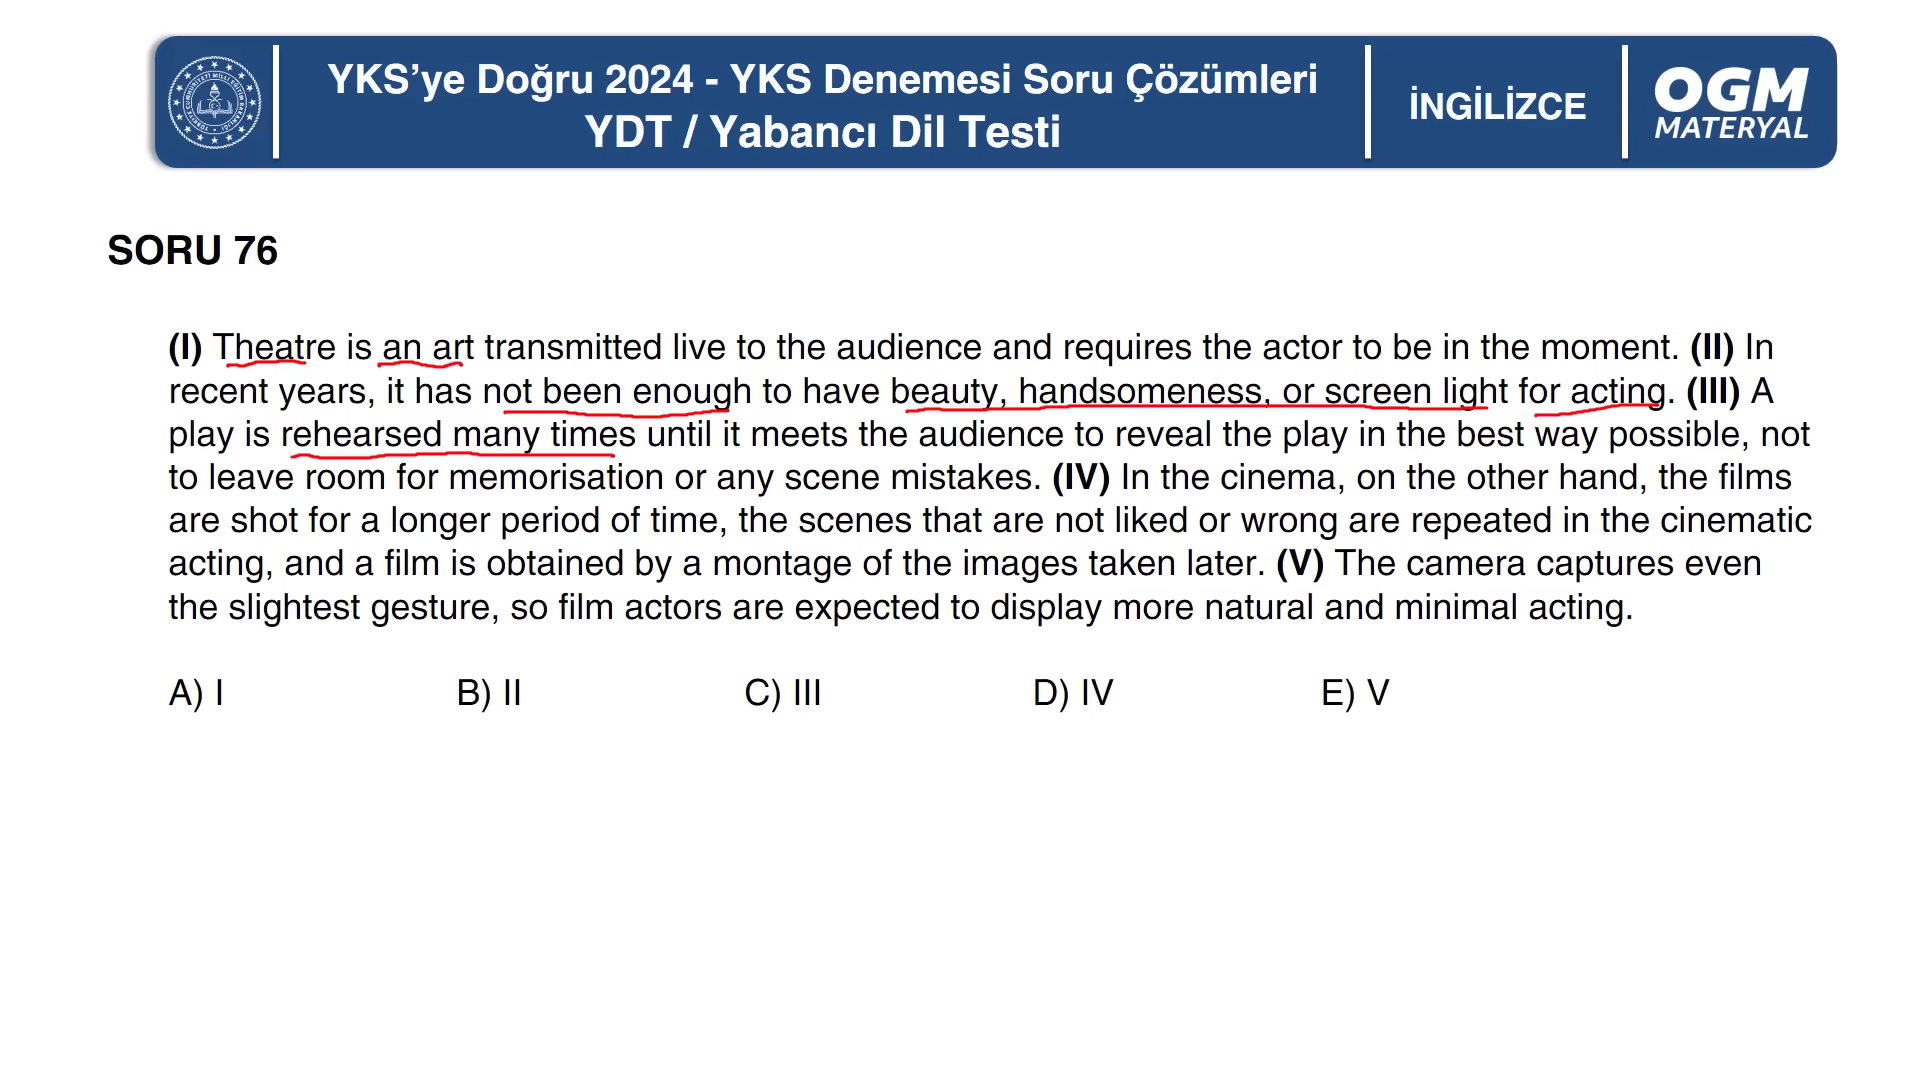 YKS’ye Doğru 2024 - YKS Denemesi Soru Çözümleri
YDT / Yabancı Dil Testi
İNGİLİZCE
OGM
MATERYAL
SORU 76
(I) Theatre is an art transmitted live to the audience and requires the actor to be in the moment. (II) In
recent years, it has not been enough to have beauty, handsomeness, or screen light for acting. (III) A
play is rehearsed many times until it meets the audience to reveal the play in the best way possible, not
to leave room for memorisation or any scene mistakes. (IV) In the cinema, on the other hand, the films
are shot for a longer period of time, the scenes that are not liked or wrong are repeated in the cinematic
acting, and a film is obtained by a montage of the images taken later. (V) The camera captures even
the slightest gesture, so film actors are expected to display more natural and minimal acting.
A) I B) II C) III D) IV E) V